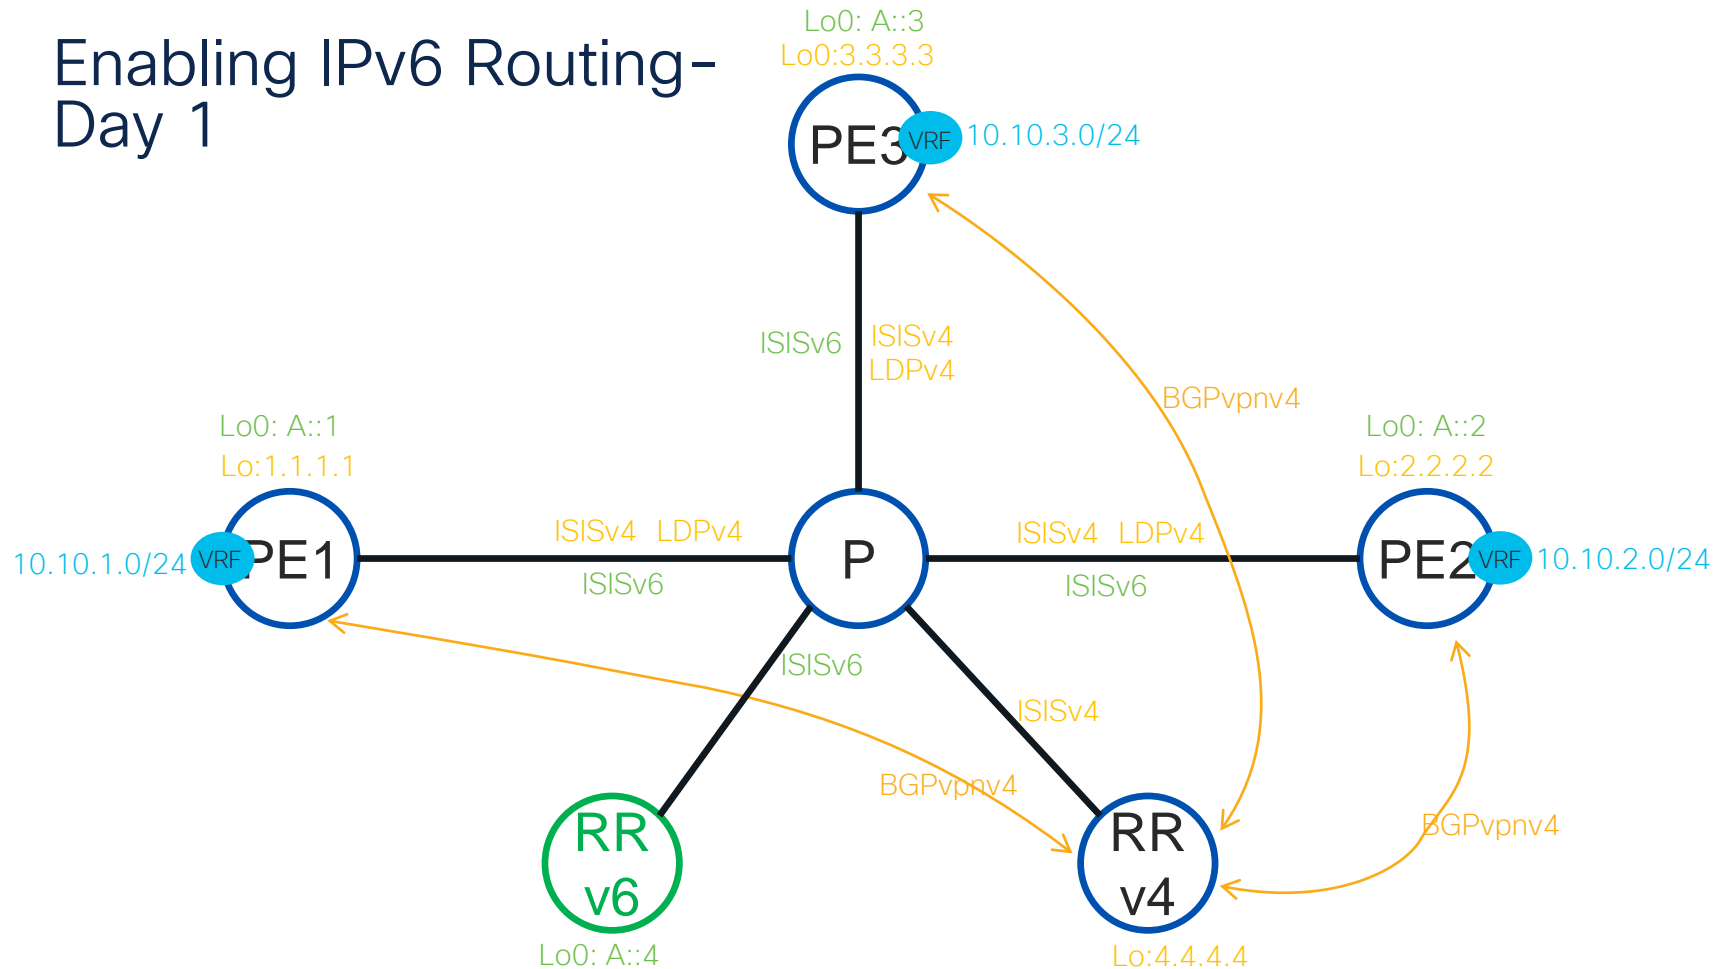 Enabling IPv6 Routing-
Day 1
Lo0: A::3
Lo0:3.3.3.3
PE3
VRF
10.10.3.0/24
ISISv6
ISISv4
LDPv4
BGPvpnv4
Lo0: A::1
Lo:1.1.1.1
Lo0: A::2
Lo:2.2.2.2
10.10.1.0/24
VRF
PE1
ISISv4 LDPv4
ISISv6
P
ISISv4 LDPv4
ISISv6
PE2
VRF
10.10.2.0/24
ISISv6
ISISv4
BGPvpnv4
BGPvpnv4
RR
v6
Lo0: A::4
RR
v4
Lo:4.4.4.4